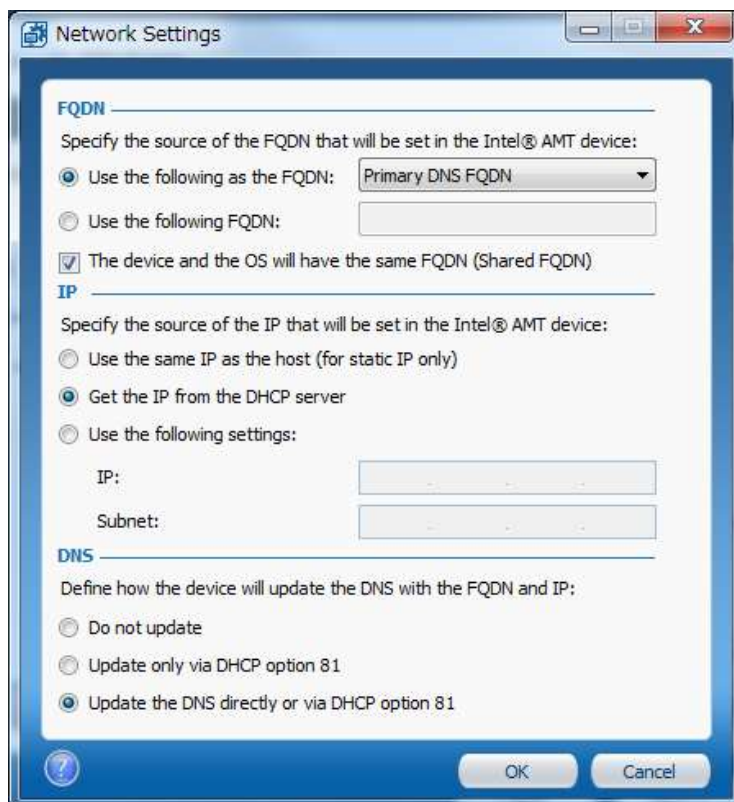 Network Settings
FQDN
Specify the source of the FQDN that will be set in the Intel® AMT device:
Use the following as the FQDN: Primary DNS FQDN
Use the following FQDN:
The device and the OS will have the same FQDN (Shared FQDN)
IP
Specify the source of the IP that will be set in the Intel® AMT device:
Use the same IP as the host (for static IP only)
Get the IP from the DHCP server
Use the following settings:
IP: . . .
Subnet: . . .
DNS
Define how the device will update the DNS with the FQDN and IP:
Do not update
Update only via DHCP option 81
Update the DNS directly or via DHCP option 81
? OK Cancel